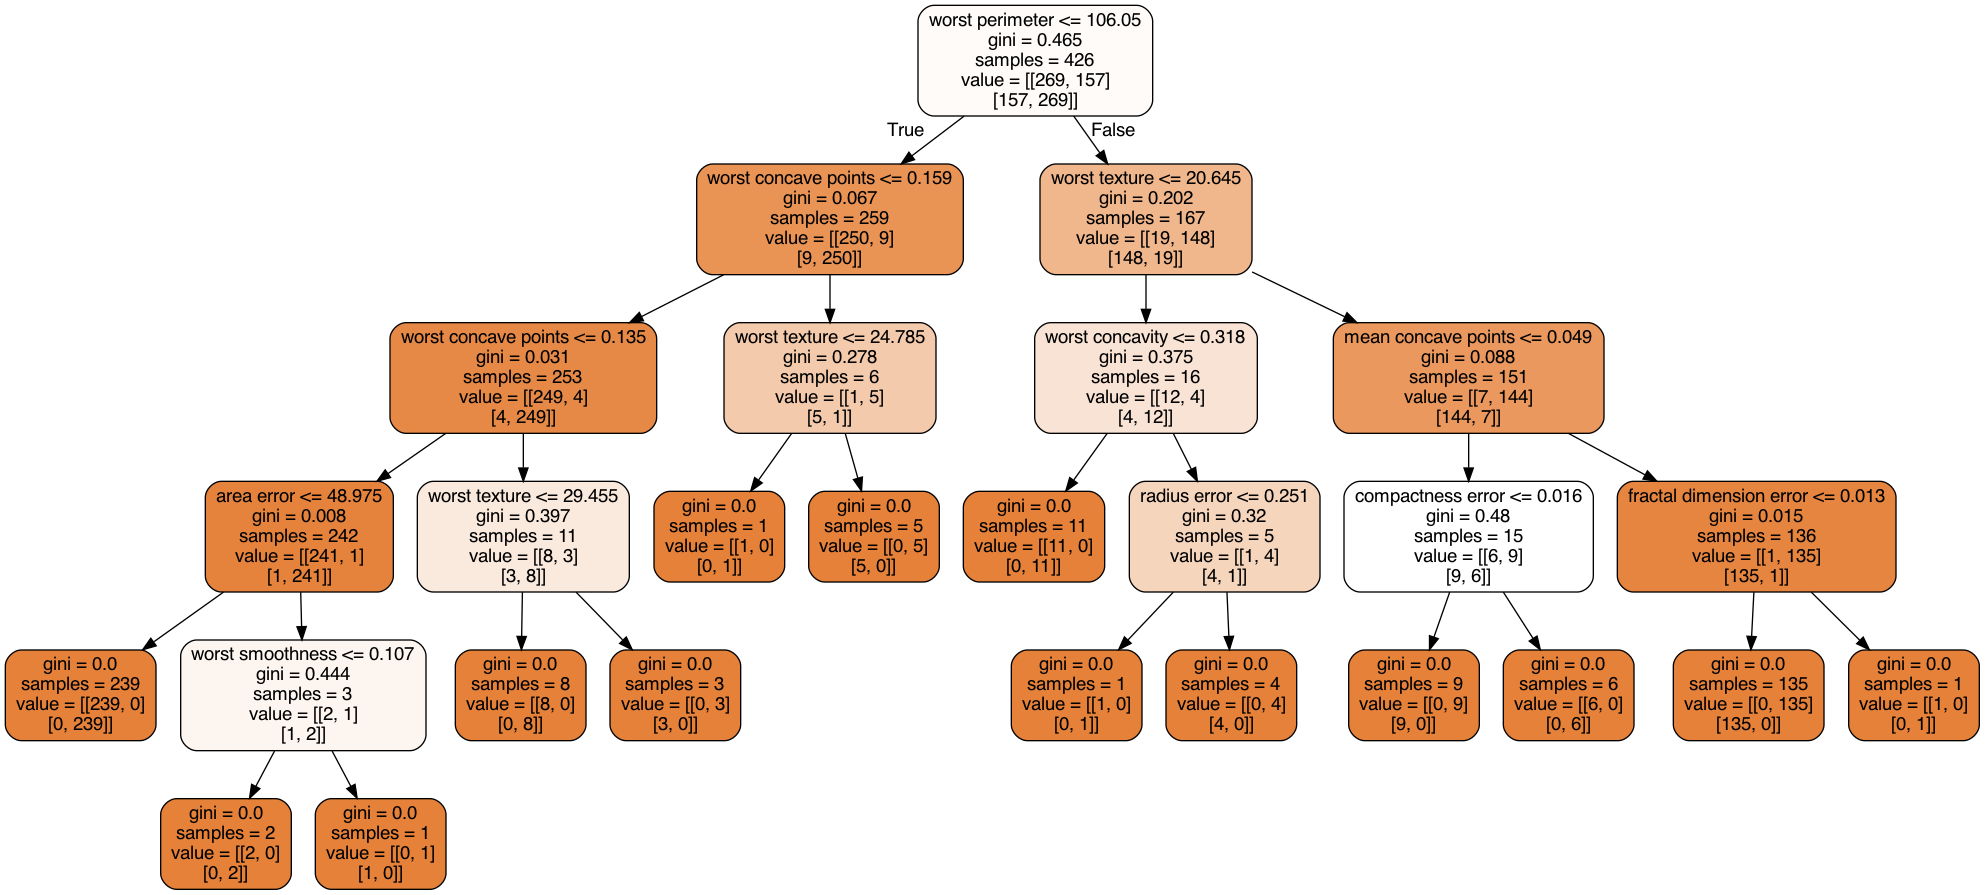 worst perimeter <= 106.05
gini = 0.465
samples = 426
value = [[269, 157]
[157, 269]]
True
False
worst concave points <= 0.159
gini = 0.067
samples = 259
value = [[250, 9]
[9, 250]]
worst texture <= 20.645
gini = 0.202
samples = 167
value = [[19, 148]
[148, 19]]
worst concave points <= 0.135
gini = 0.031
samples = 253
value = [[249, 4]
[4, 249]]
worst texture <= 24.785
gini = 0.278
samples = 6
value = [[1, 5]
[5, 1]]
worst concavity <= 0.318
gini = 0.375
samples = 16
value = [[12, 4]
[4, 12]]
mean concave points <= 0.049
gini = 0.088
samples = 151
value = [[7, 144]
[144, 7]]
area error <= 48.975
gini = 0.008
samples = 242
value = [[241, 1]
[1, 241]]
worst texture <= 29.455
gini = 0.397
samples = 11
value = [[8, 3]
[3, 8]]
gini = 0.0
samples = 1
value = [[1, 0]
[0, 1]]
gini = 0.0
samples = 5
value = [[0, 5]
[5, 0]]
gini = 0.0
samples = 11
value = [[11, 0]
[0, 11]]
radius error <= 0.251
gini = 0.32
samples = 5
value = [[1, 4]
[4, 1]]
compactness error <= 0.016
gini = 0.48
samples = 15
value = [[6, 9]
[9, 6]]
fractal dimension error <= 0.013
gini = 0.015
samples = 136
value = [[1, 135]
[135, 1]]
gini = 0.0
samples = 239
value = [[239, 0]
[0, 239]]
worst smoothness <= 0.107
gini = 0.444
samples = 3
value = [[2, 1]
[1, 2]]
gini = 0.0
samples = 8
value = [[8, 0]
[0, 8]]
gini = 0.0
samples = 3
value = [[0, 3]
[3, 0]]
gini = 0.0
samples = 1
value = [[1, 0]
[0, 1]]
gini = 0.0
samples = 4
value = [[0, 4]
[4, 0]]
gini = 0.0
samples = 9
value = [[0, 9]
[9, 0]]
gini = 0.0
samples = 6
value = [[6, 0]
[0, 6]]
gini = 0.0
samples = 135
value = [[0, 135]
[135, 0]]
gini = 0.0
samples = 1
value = [[1, 0]
[0, 1]]
gini = 0.0
samples = 2
value = [[2, 0]
[0, 2]]
gini = 0.0
samples = 1
value = [[0, 1]
[1, 0]]